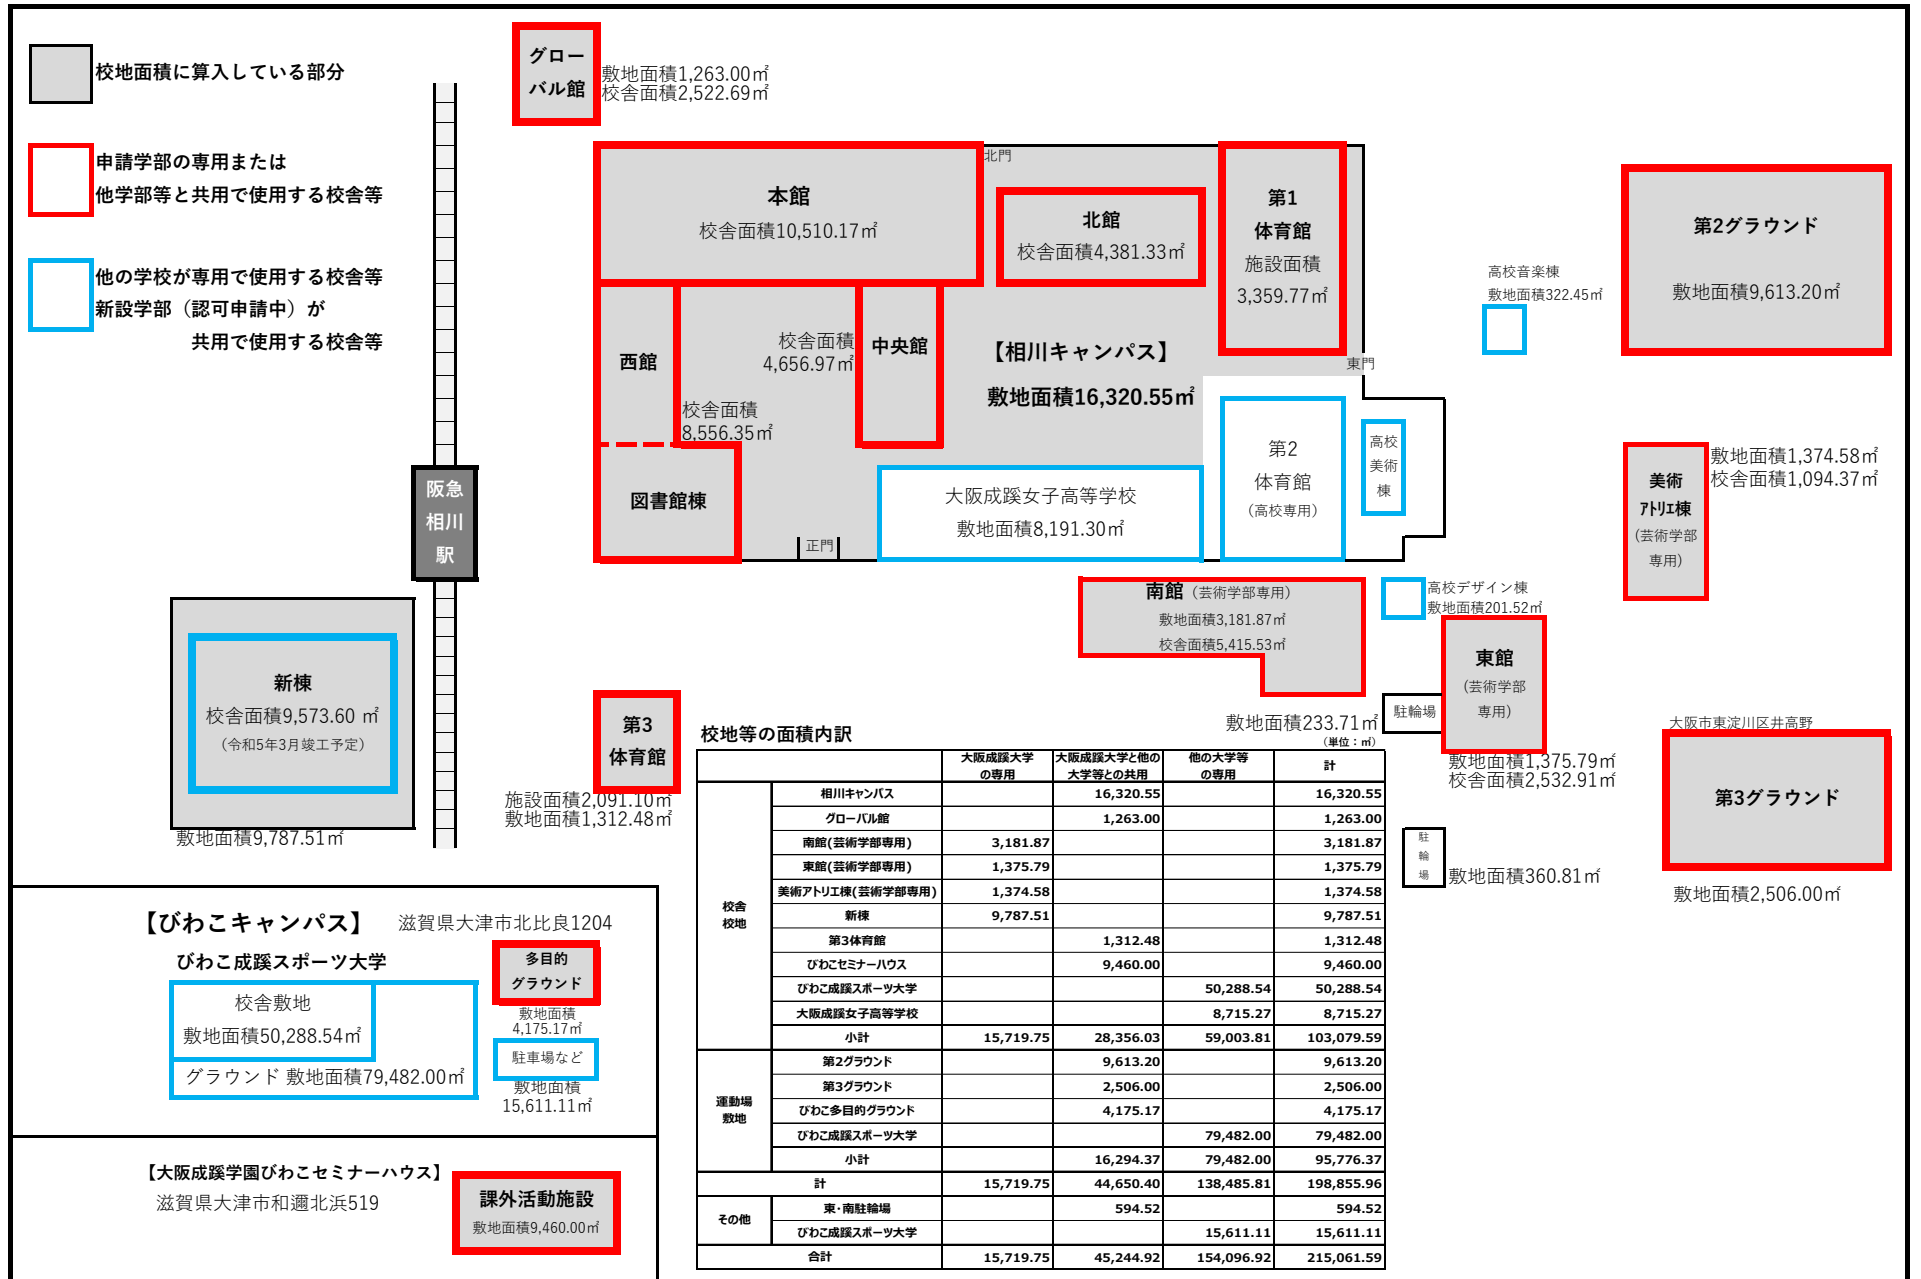 校地面積に算入している部分
申請学部の専用または
他学部等と共用で使用する校舎等
他の学校が専用で使用する校舎等
新設学部（認可申請中）が
共用で使用する校舎等
グロー
バル館
敷地面積1,263.00㎡
校舎面積2,522.69㎡
本館
校舎面積10,510.17㎡
北門
北館
校舎面積4,381.33㎡
第1
体育館
施設面積
3,359.77㎡
西館
校舎面積
4,656.97㎡
中央館
校舎面積
8,556.35㎡
図書館棟
【相川キャンパス】
敷地面積16,320.55㎡
東門
正門
大阪成蹊女子高等学校
敷地面積8,191.30㎡
第2
体育館
（高校専用）
高校
美術
棟
高校音楽棟
敷地面積322.45㎡
第2グラウンド
敷地面積9,613.20㎡
美術
ｱﾄﾘｴ棟
(芸術学部
専用)
敷地面積1,374.58㎡
校舎面積1,094.37㎡
阪急
相川
駅
新棟
校舎面積9,573.60 ㎡
（令和5年3月竣工予定）
敷地面積9,787.51㎡
第3
体育館
施設面積2,091.10㎡
敷地面積1,312.48㎡
南館（芸術学部専用）
敷地面積3,181.87㎡
校舎面積5,415.53㎡
高校デザイン棟
敷地面積201.52㎡
東館
(芸術学部
専用)
敷地面積1,375.79㎡
校舎面積2,532.91㎡
駐輪場
敷地面積233.71㎡
駐
輪
場
敷地面積360.81㎡
大阪市東淀川区井高野
第3グラウンド
敷地面積2,506.00㎡
【びわこキャンパス】 滋賀県大津市北比良1204
びわこ成蹊スポーツ大学
校舎敷地
敷地面積50,288.54㎡
グラウンド 敷地面積79,482.00㎡
多目的
グラウンド
敷地面積
4,175.17㎡
駐車場など
敷地面積
15,611.11㎡
【大阪成蹊学園びわこセミナーハウス】
滋賀県大津市和邇北浜519
課外活動施設
敷地面積9,460.00㎡
校地等の面積内訳
（単位：㎡）
大阪成蹊大学の専用 大阪成蹊大学と他の大学等との共用 他の大学等の専用 計
校舎校地
相川キャンパス 16,320.55 16,320.55
グローバル館 1,263.00 1,263.00
南館(芸術学部専用) 3,181.87 3,181.87
東館(芸術学部専用) 1,375.79 1,375.79
美術アトリエ棟(芸術学部専用) 1,374.58 1,374.58
新棟 9,787.51 9,787.51
第3体育館 1,312.48 1,312.48
びわこセミナーハウス 9,460.00 9,460.00
びわこ成蹊スポーツ大学 50,288.54 50,288.54
大阪成蹊女子高等学校 8,715.27 8,715.27
小計 15,719.75 28,356.03 59,003.81 103,079.59
運動場敷地
第2グラウンド 9,613.20 9,613.20
第3グラウンド 2,506.00 2,506.00
びわこ多目的グラウンド 4,175.17 4,175.17
びわこ成蹊スポーツ大学 79,482.00 79,482.00
小計 16,294.37 79,482.00 95,776.37
計 15,719.75 44,650.40 138,485.81 198,855.96
その他
東・南駐輪場 594.52 594.52
びわこ成蹊スポーツ大学 15,611.11 15,611.11
合計 15,719.75 45,244.92 154,096.92 215,061.59